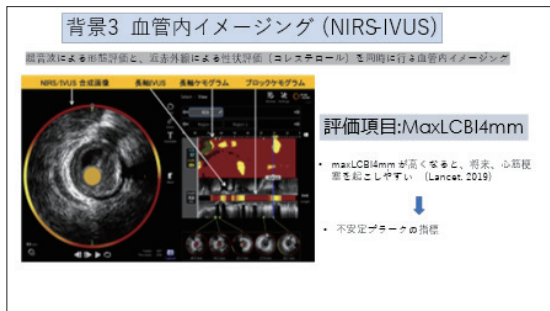 背景3 血管内イメージング (NIRS-IVUS)
超音波による形態評価と、近赤外線による性状評価（コレステロール）を同時に行う血管内イメージング
NIRS/IVUS 合成画像
長軸IVUS
長軸ケモグラム
ブロックケモグラム
評価項目:MaxLCBI4mm
• maxLCBI4mm が高くなると、将来、心筋梗
塞を起こしやすい （Lancet, 2019）
• 不安定プラークの指標